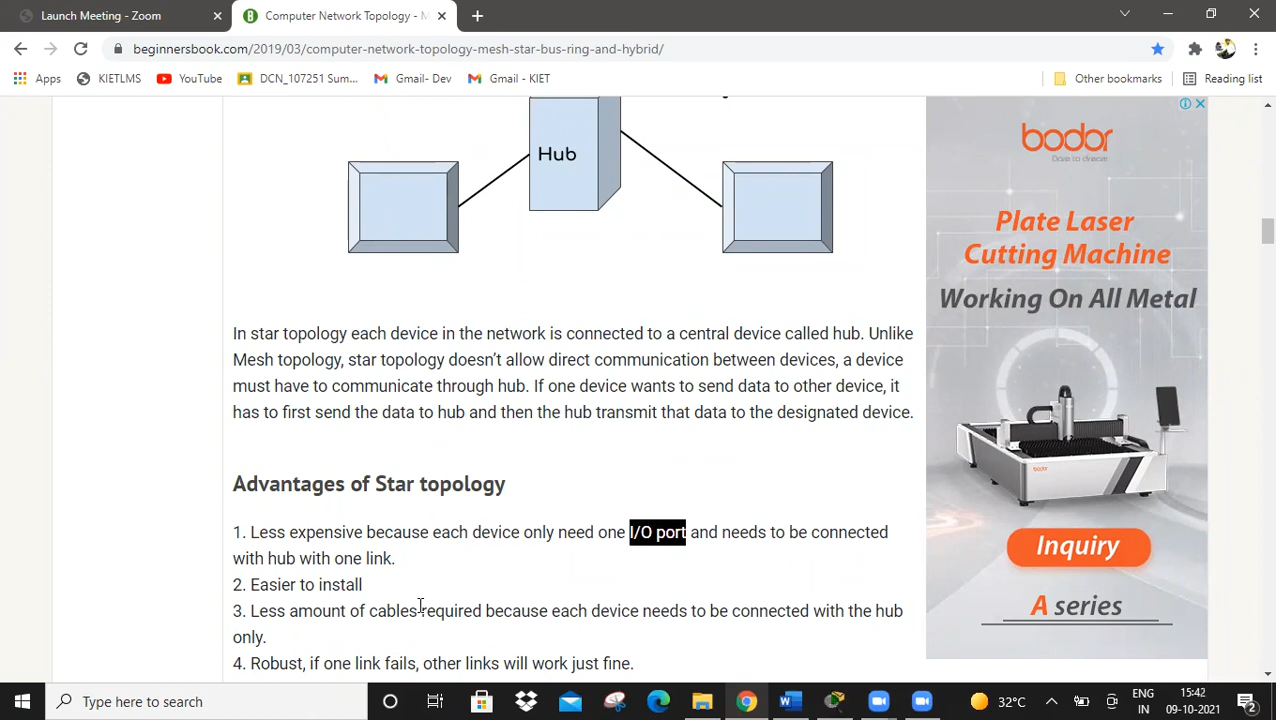 Launch Meeting - Zoom
Computer Network Topology - M
beginnersbook.com/2019/03/computer-network-topology-mesh-star-bus-ring-and-hybrid/
Apps
KIETLMS
YouTube
DCN_107251 Sum...
Gmail- Dev
Gmail - KIET
Other bookmarks
Reading list
Hub
In star topology each device in the network is connected to a central device called hub. Unlike
Mesh topology, star topology doesn’t allow direct communication between devices, a device
must have to communicate through hub. If one device wants to send data to other device, it
has to first send the data to hub and then the hub transmit that data to the designated device.
Advantages of Star topology
1. Less expensive because each device only need one I/O port and needs to be connected
with hub with one link.
2. Easier to install
3. Less amount of cables required because each device needs to be connected with the hub
only.
4. Robust, if one link fails, other links will work just fine.
bodor
Dare to dream
Plate Laser
Cutting Machine
Working On All Metal
bodor
Inquiry
A series
Type here to search
32°C
ENG
IN
15:42
09-10-2021
2